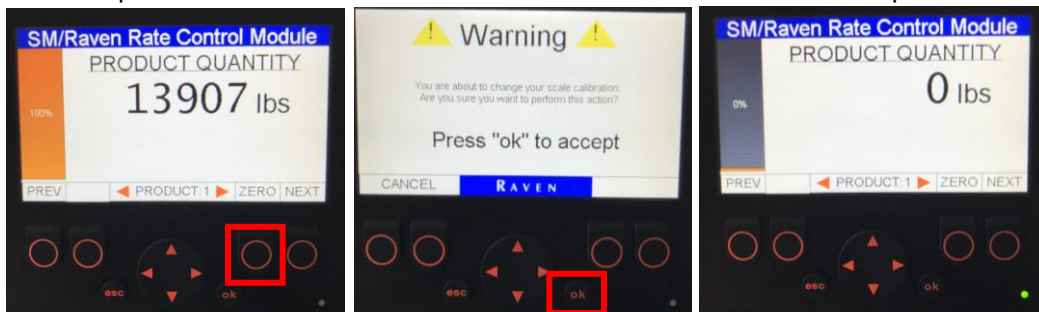 SM/Raven Rate Control Module
PRODUCT QUANTITY
13907 lbs
100%
PREV ◀ PRODUCT:1 ▶ ZERO NEXT
esc
ok
! Warning !
You are about to change your scale calibration.
Are you sure you want to perform this action?
Press "ok" to accept
CANCEL RAVEN
esc
ok
SM/Raven Rate Control Module
PRODUCT QUANTITY
0 lbs
0%
PREV ◀ PRODUCT:1 ▶ ZERO NEXT
esc
ok